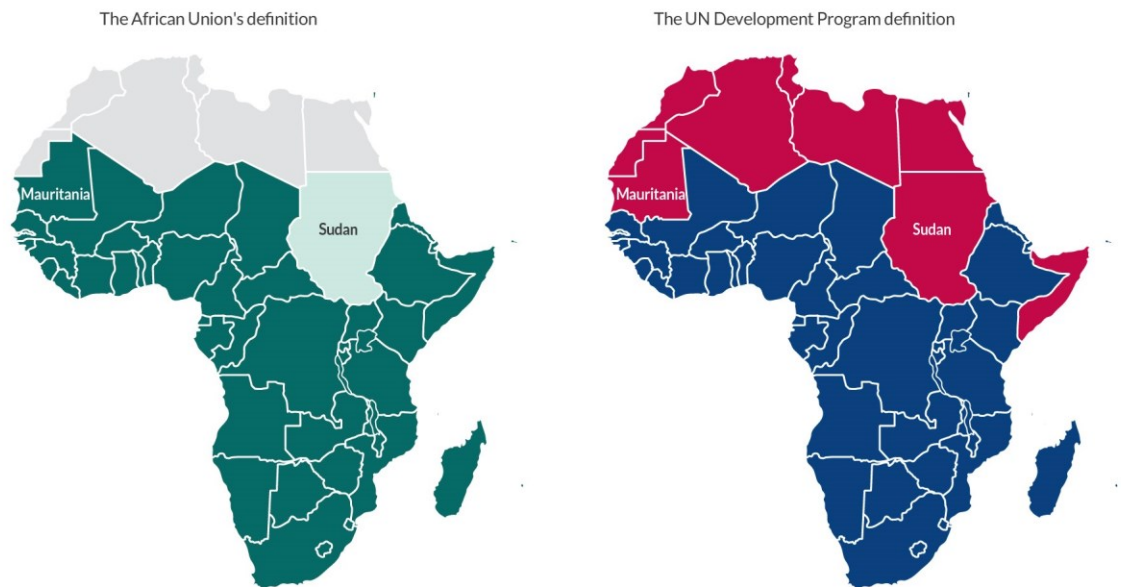 The African Union's definition
The UN Development Program definition
Mauritania
Sudan
Mauritania
Sudan